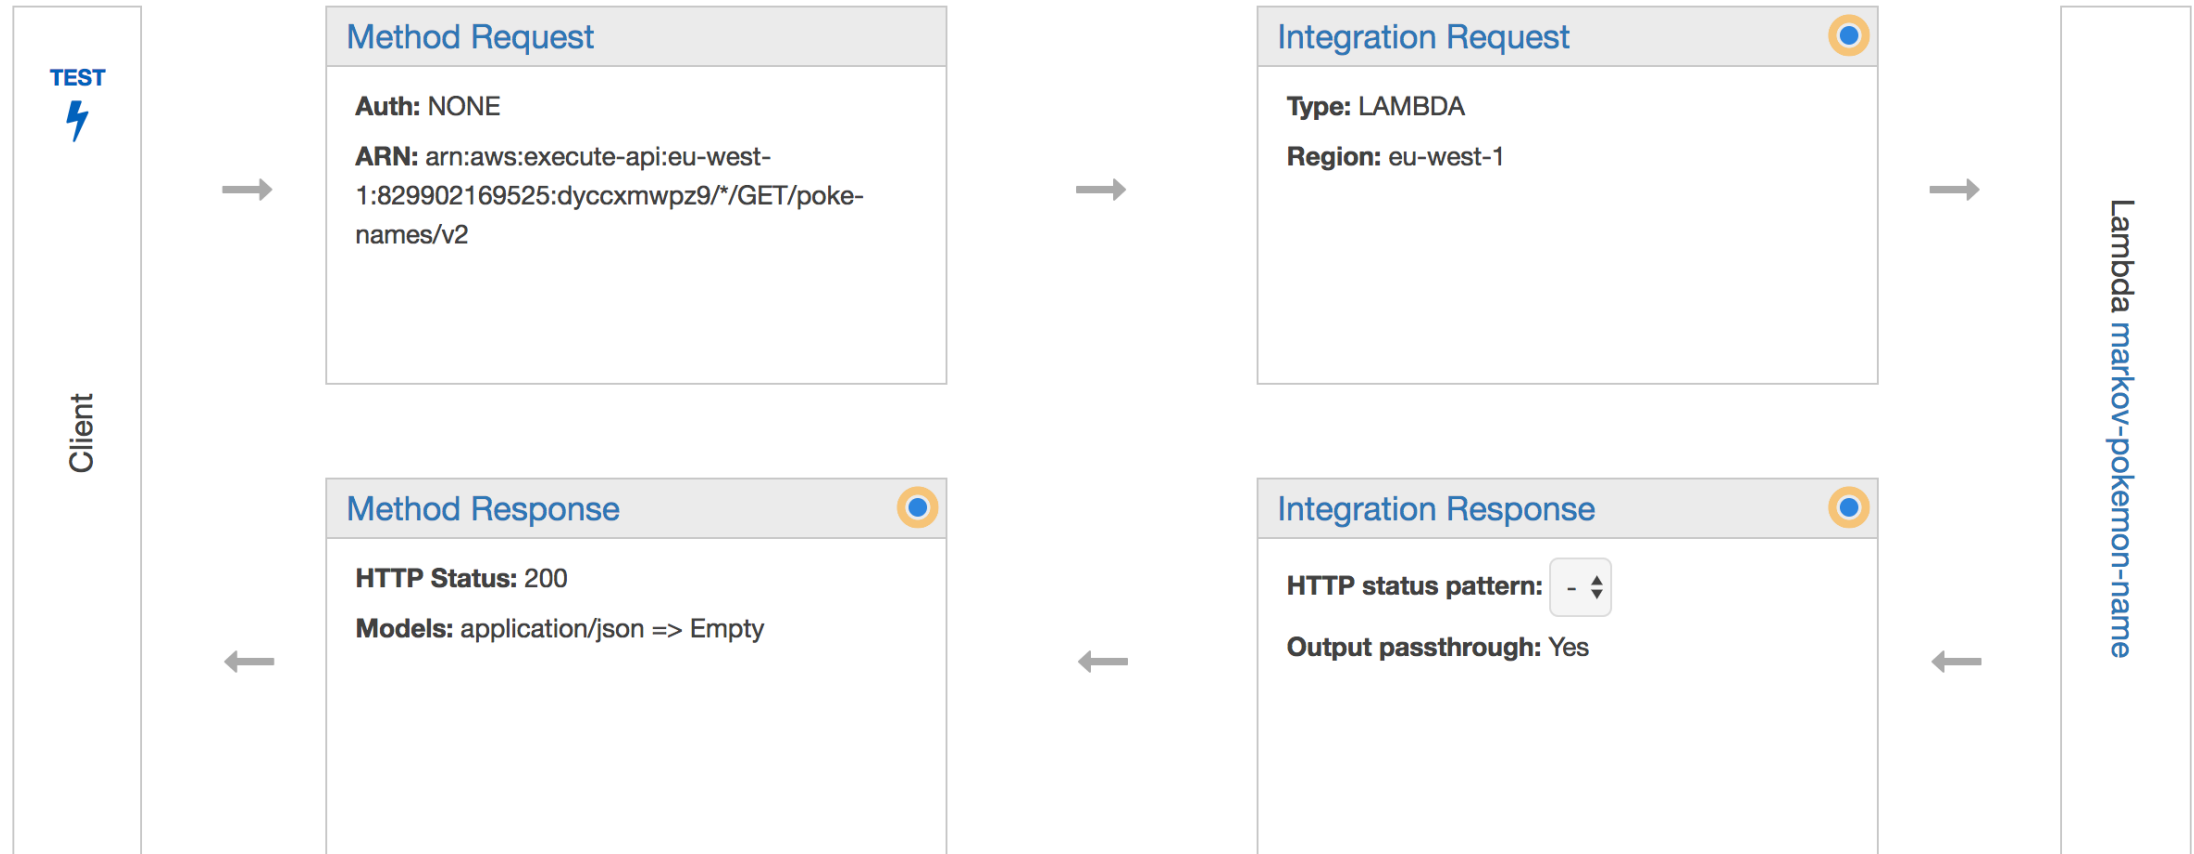 TEST
Client
Method Request
Auth: NONE
ARN: arn:aws:execute-api:eu-west-
1:829902169525:dyccxmwpz9/*/GET/poke-
names/v2
Integration Request
Type: LAMBDA
Region: eu-west-1
Lambda markov-pokemon-name
Method Response
HTTP Status: 200
Models: application/json => Empty
Integration Response
HTTP status pattern: -
Output passthrough: Yes